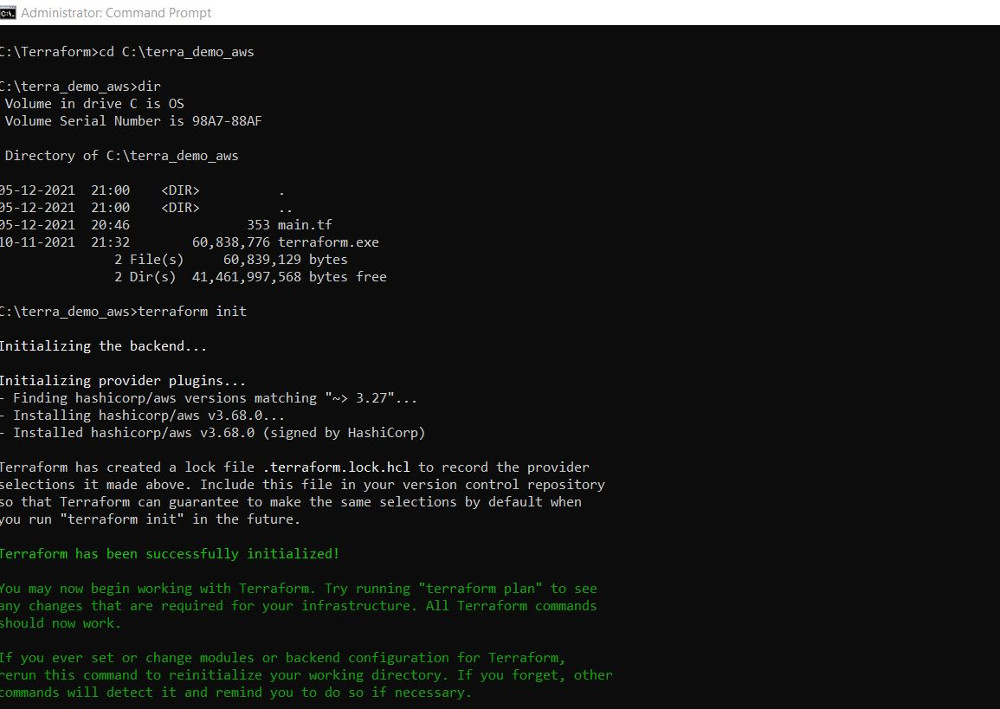 Administrator: Command Prompt
C:\Terraform>cd C:\terra_demo_aws
C:\terra_demo_aws>dir
Volume in drive C is OS
Volume Serial Number is 98A7-88AF
Directory of C:\terra_demo_aws
05-12-2021 21:00 <DIR> .
05-12-2021 21:00 <DIR> ..
05-12-2021 20:46 353 main.tf
10-11-2021 21:32 60,838,776 terraform.exe
2 File(s) 60,839,129 bytes
2 Dir(s) 41,461,997,568 bytes free
C:\terra_demo_aws>terraform init
Initializing the backend...
Initializing provider plugins...
- Finding hashicorp/aws versions matching "~> 3.27"...
- Installing hashicorp/aws v3.68.0...
- Installed hashicorp/aws v3.68.0 (signed by HashiCorp)
Terraform has created a lock file .terraform.lock.hcl to record the provider
selections it made above. Include this file in your version control repository
so that Terraform can guarantee to make the same selections by default when
you run "terraform init" in the future.
Terraform has been successfully initialized!
You may now begin working with Terraform. Try running "terraform plan" to see
any changes that are required for your infrastructure. All Terraform commands
should now work.
If you ever set or change modules or backend configuration for Terraform,
rerun this command to reinitialize your working directory. If you forget, other
commands will detect it and remind you to do so if necessary.